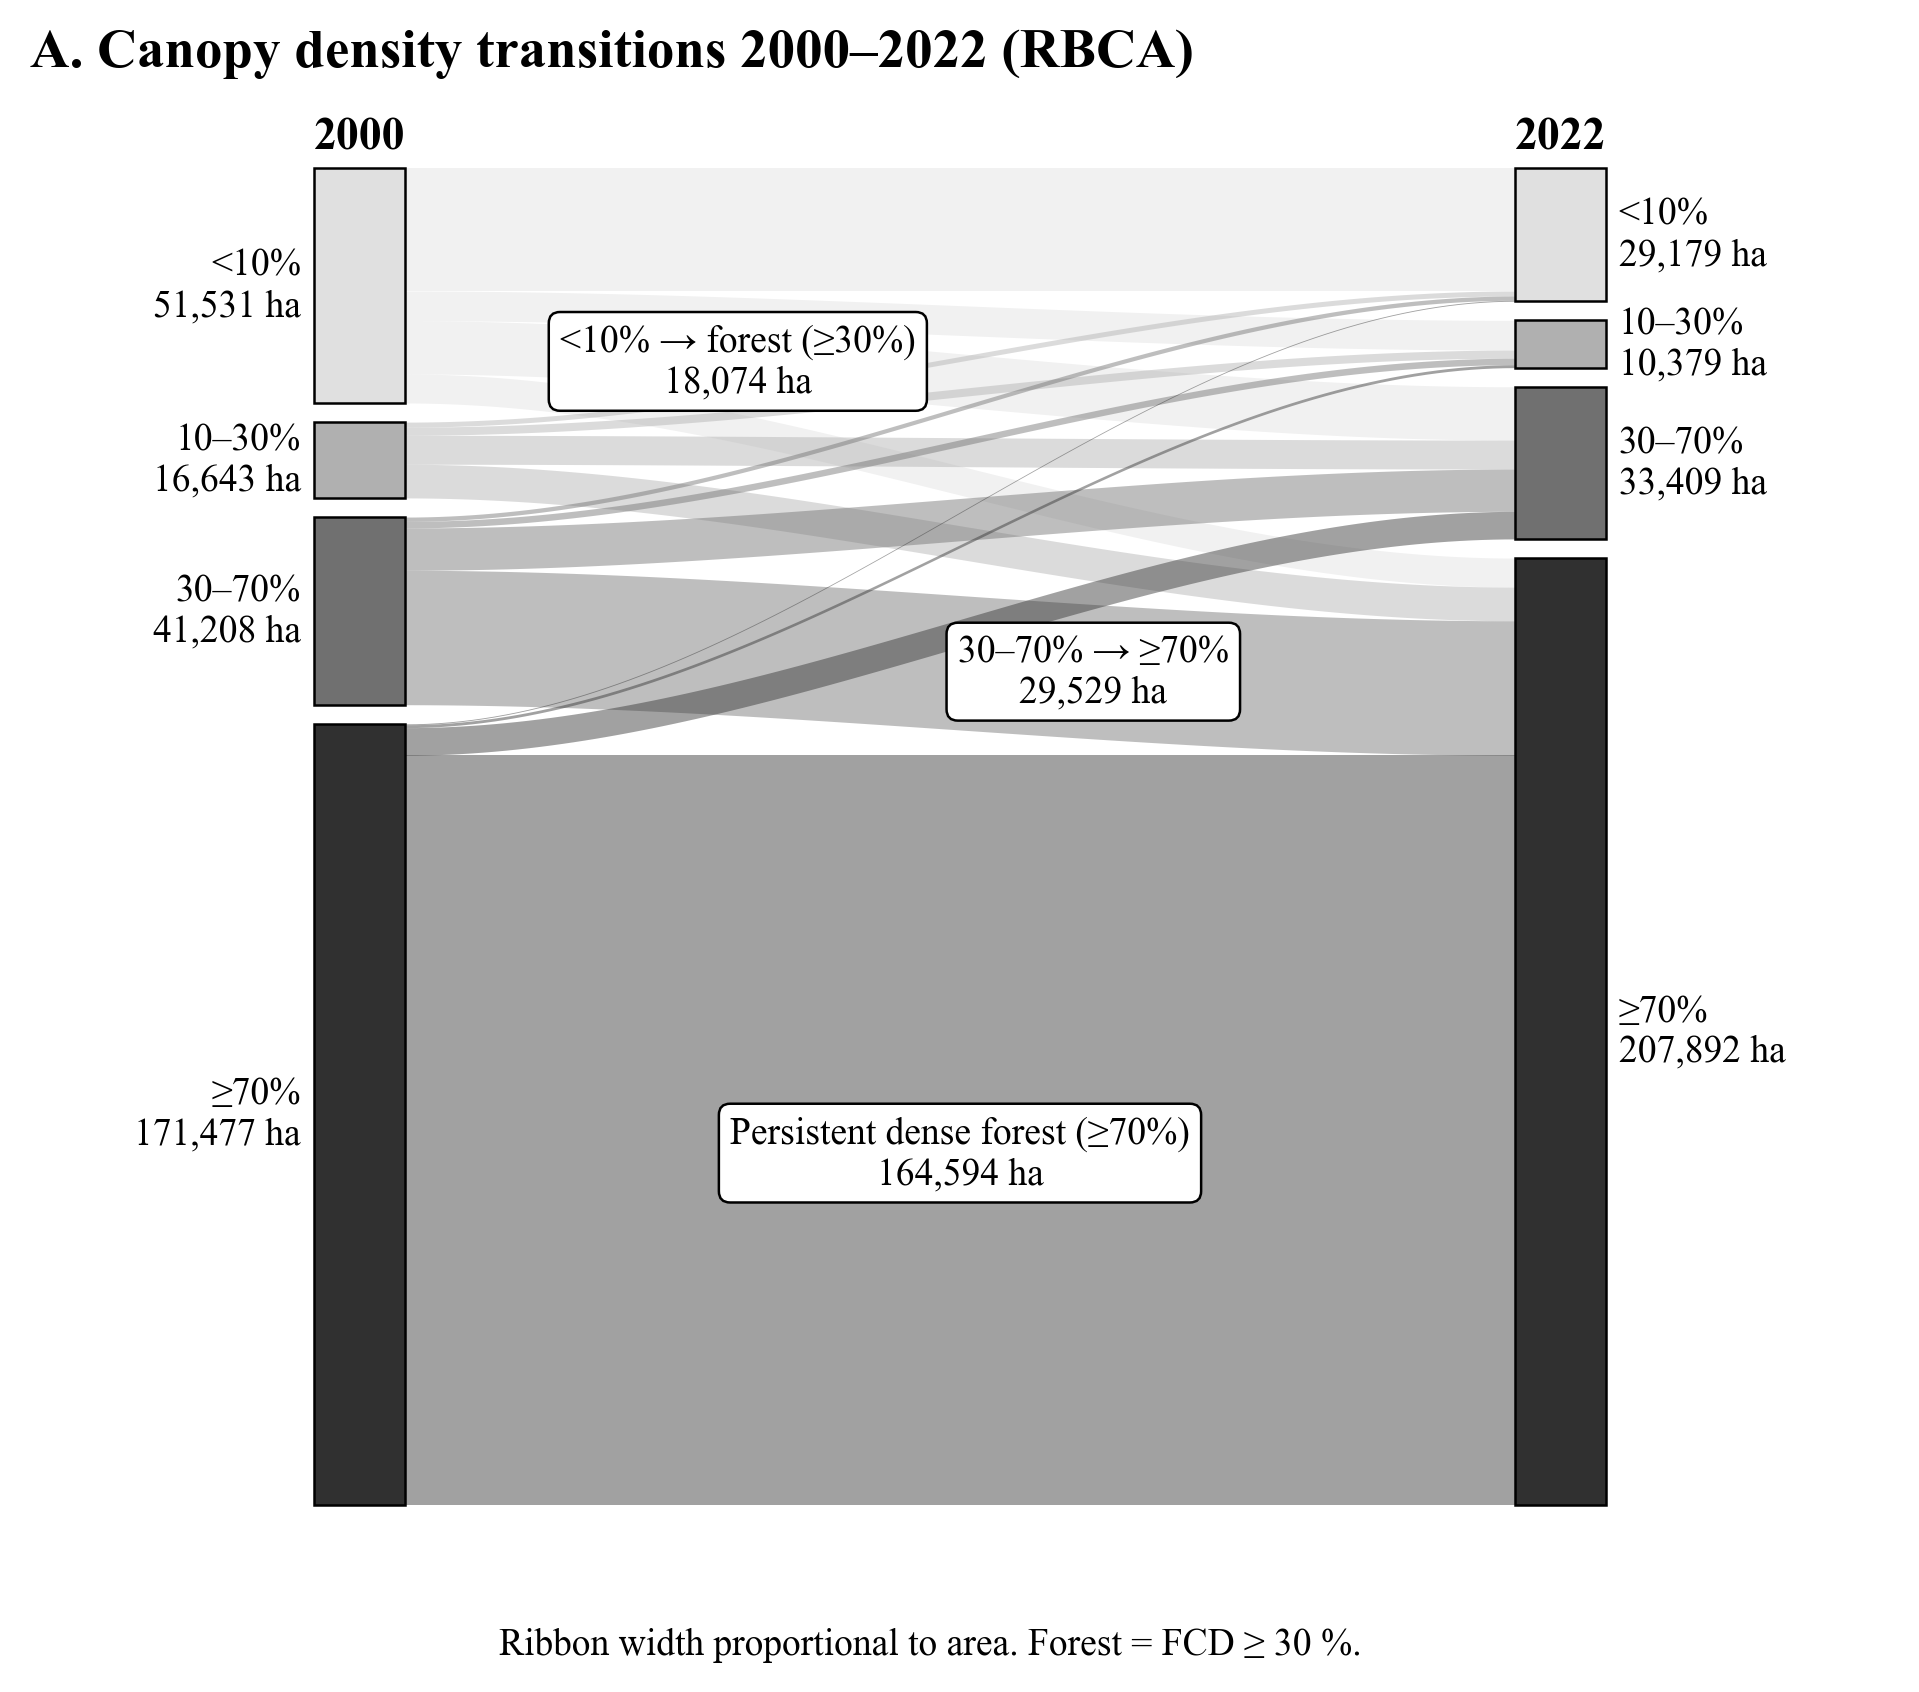 A. Canopy density transitions 2000–2022 (RBCA)
2000
2022
<10%
51,531 ha
10–30%
16,643 ha
30–70%
41,208 ha
≥70%
171,477 ha
<10% → forest (≥30%)
18,074 ha
30–70% → ≥70%
29,529 ha
Persistent dense forest (≥70%)
164,594 ha
<10%
29,179 ha
10–30%
10,379 ha
30–70%
33,409 ha
≥70%
207,892 ha
Ribbon width proportional to area. Forest = FCD ≥ 30 %.